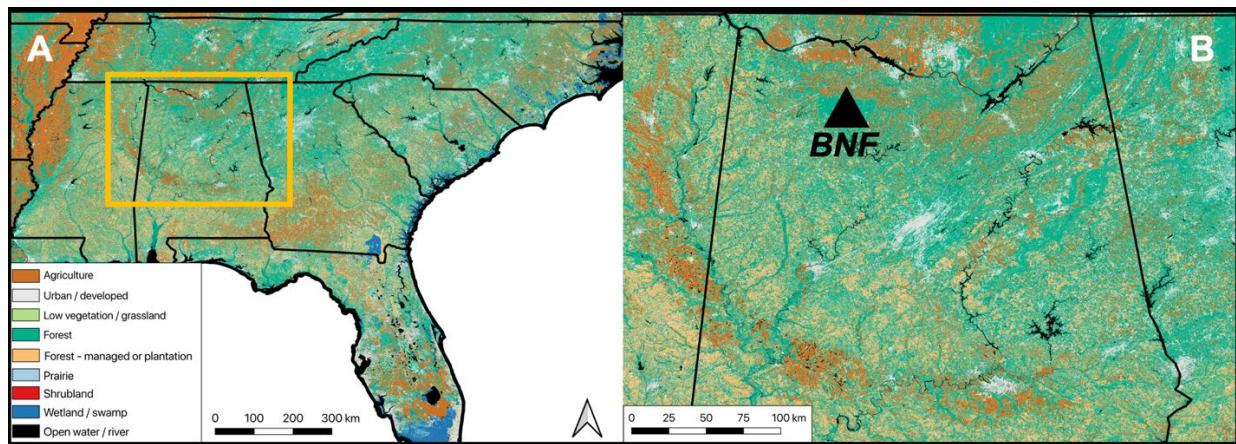 A
Agriculture
Urban / developed
Low vegetation / grassland
Forest
Forest - managed or plantation
Prairie
Shrubland
Wetland / swamp
Open water / river
0 100 200 300 km
B
BNF
0 25 50 75 100 km